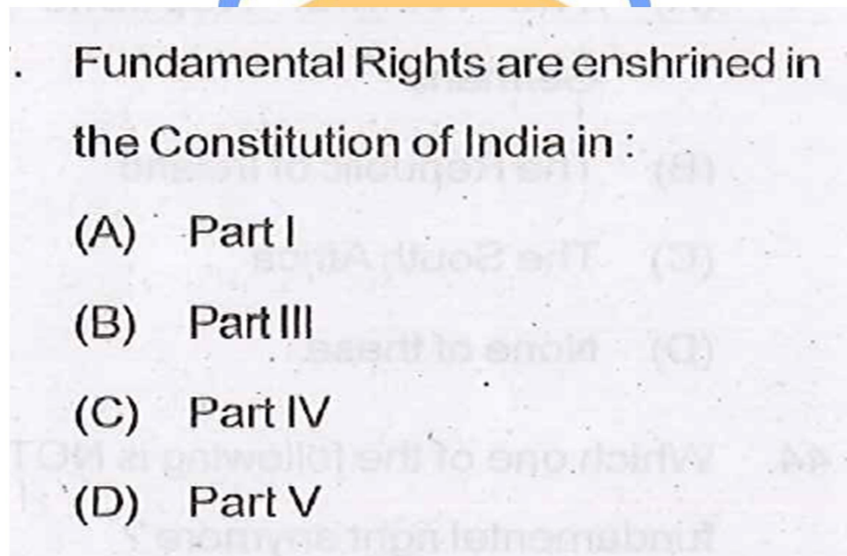 . Fundamental Rights are enshrined in
the Constitution of India in :
(A) Part I
(B) Part III
(C) Part IV
(D) Part V